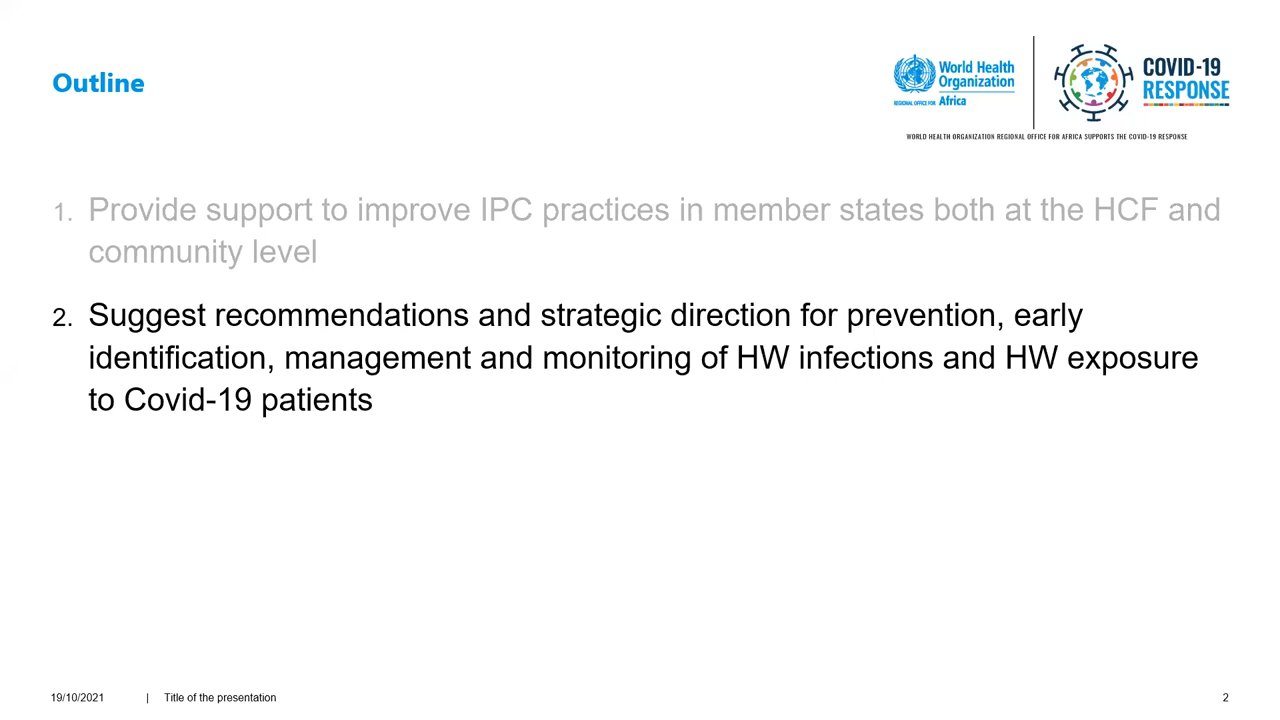 Outline
World Health
Organization
REGIONAL OFFICE FOR Africa
COVID-19
RESPONSE
WORLD HEALTH ORGANIZATION REGIONAL OFFICE FOR AFRICA SUPPORTS THE COVID-19 RESPONSE
1. Provide support to improve IPC practices in member states both at the HCF and
community level
2. Suggest recommendations and strategic direction for prevention, early
identification, management and monitoring of HW infections and HW exposure
to Covid-19 patients
19/10/2021 | Title of the presentation 2